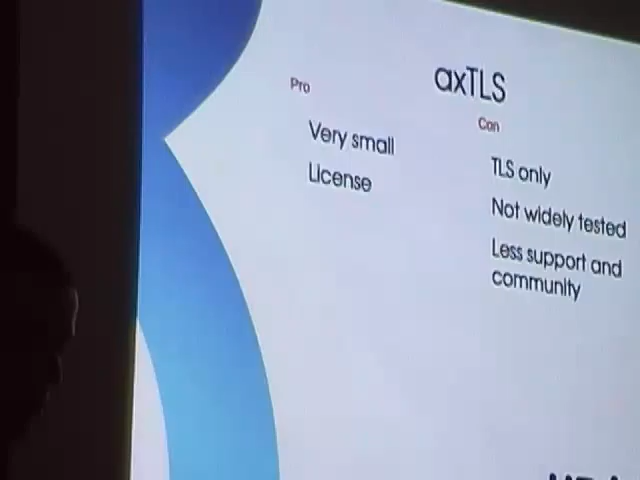 axTLS
Pro
Very small
License
Con
TLS only
Not widely tested
Less support and
community